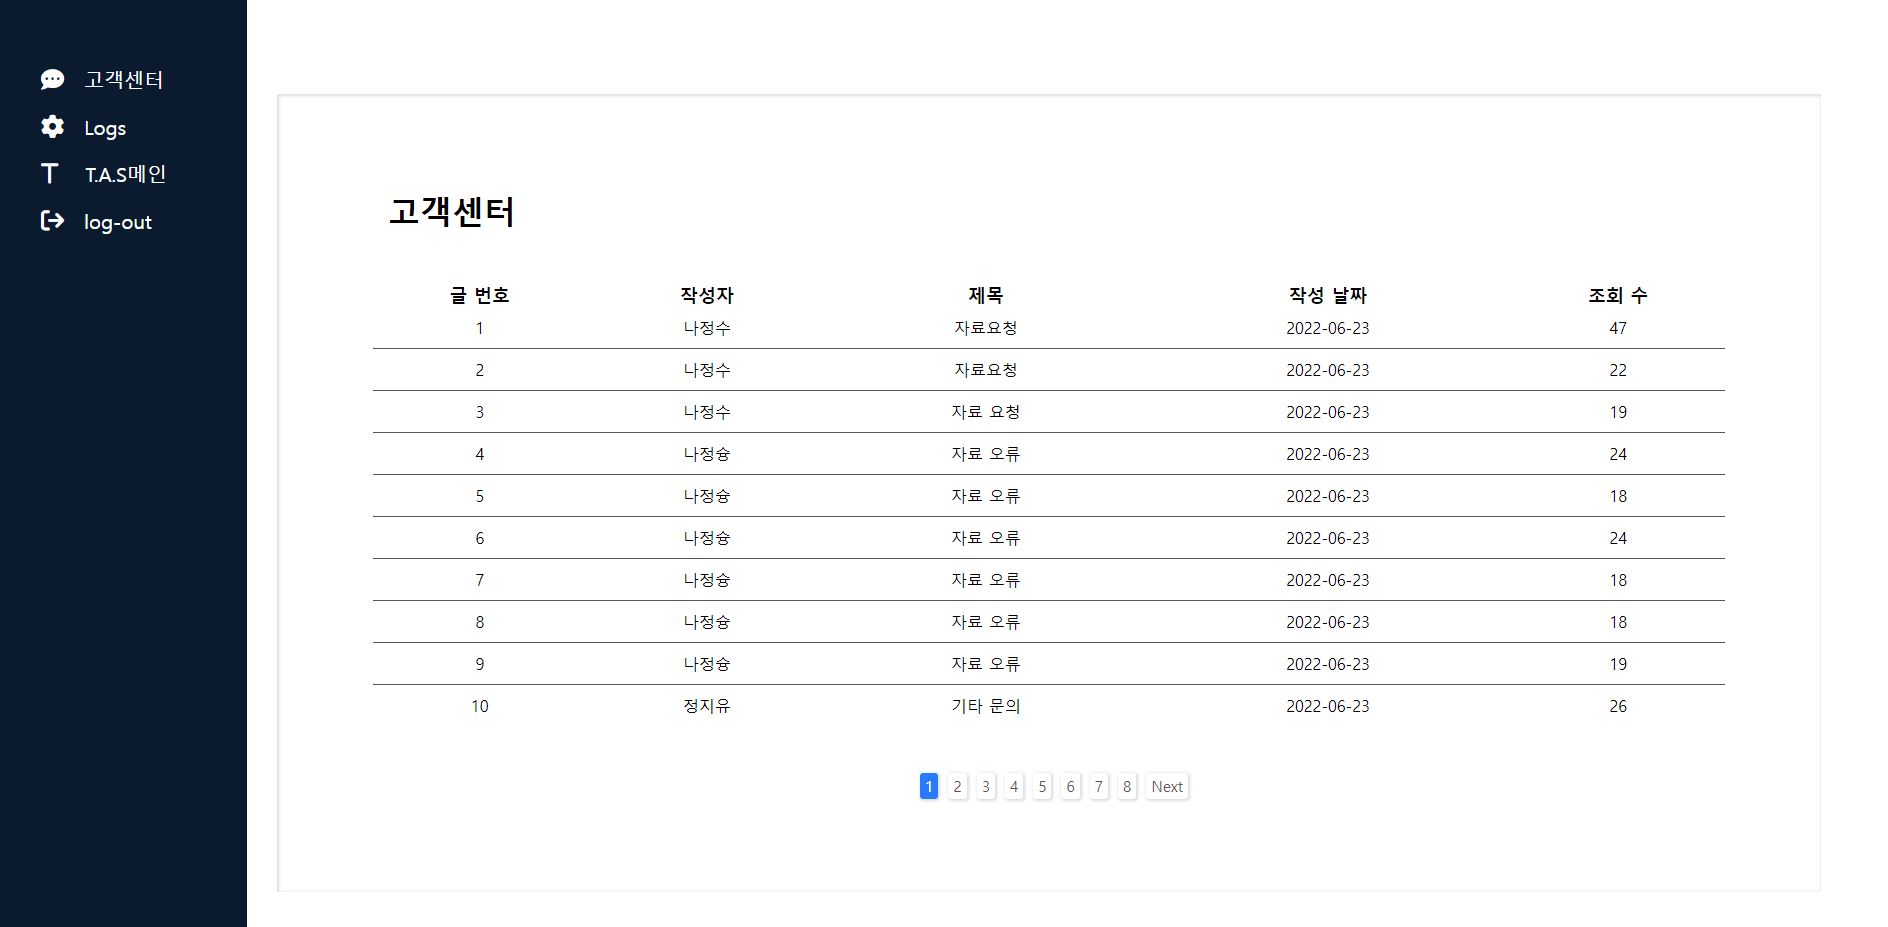 고객센터
Logs
T.A.S메인
log-out
고객센터
글 번호 작성자 제목 작성 날짜 조회 수
1 나정수 자료요청 2022-06-23 47
2 나정수 자료요청 2022-06-23 22
3 나정수 자료 요청 2022-06-23 19
4 나정슝 자료 오류 2022-06-23 24
5 나정슝 자료 오류 2022-06-23 18
6 나정슝 자료 오류 2022-06-23 24
7 나정슝 자료 오류 2022-06-23 18
8 나정슝 자료 오류 2022-06-23 18
9 나정슝 자료 오류 2022-06-23 19
10 정지유 기타 문의 2022-06-23 26
1 2 3 4 5 6 7 8 Next